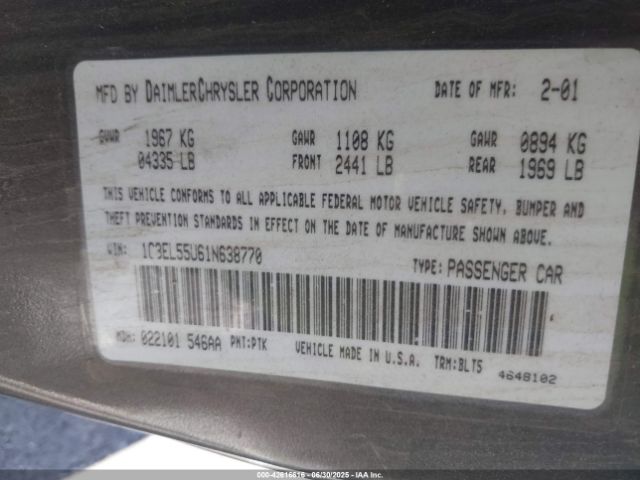 MFD BY DAIMLERCHRYSLER CORPORATION DATE OF MFR: 2-01
GVWR 1967 KG GAWR 1108 KG GAWR 0894 KG
04335 LB FRONT 2441 LB REAR 1969 LB
THIS VEHICLE CONFORMS TO ALL APPLICABLE FEDERAL MOTOR VEHICLE SAFETY, BUMPER AND
THEFT PREVENTION STANDARDS IN EFFECT ON THE DATE OF MANUFACTURE SHOWN ABOVE.
VIN: 1C3EL55U61N638770 TYPE: PASSENGER CAR
MDH: 022101 546AA PNT:PTK VEHICLE MADE IN U.S.A. TRM:BLT5 4648102
00-42616616 - 06/30/2025 - IAAI Inc.